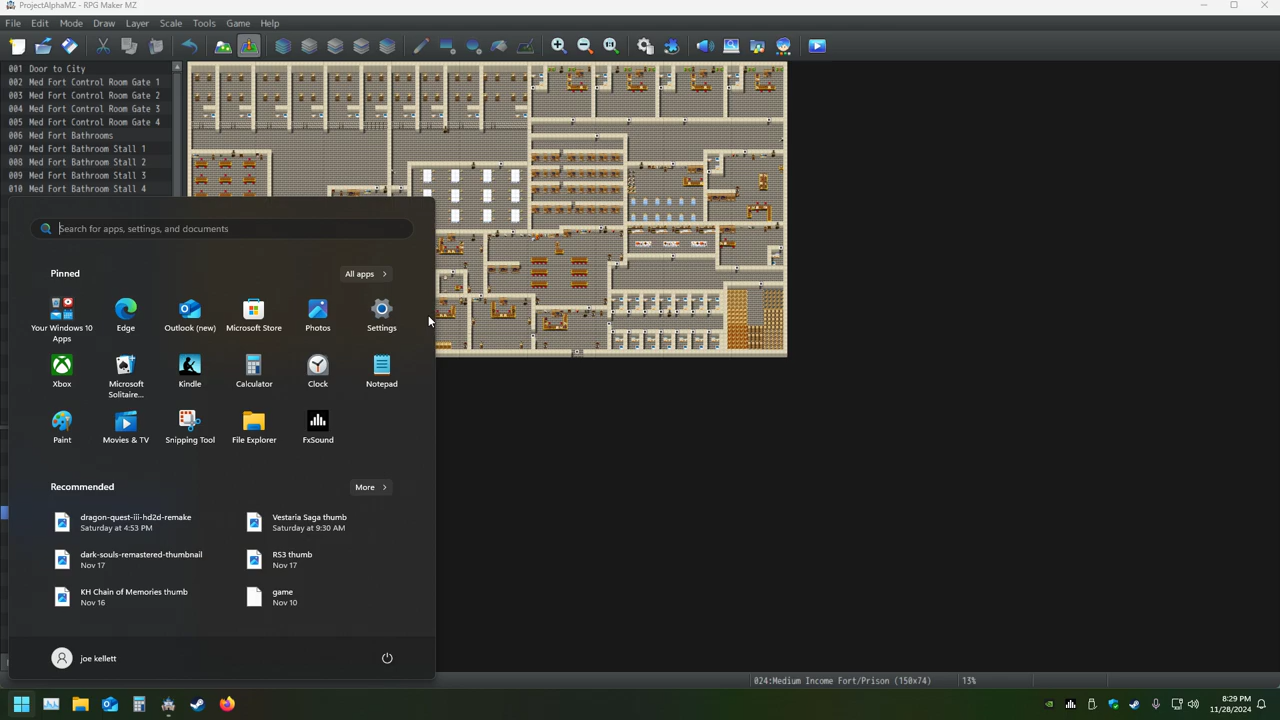 ProjectAlphaMZ - RPG Maker MZ
File Edit Mode Draw Layer Scale Tools Game Help
001 Door to City
002 Med Fort Control Room Gate 1
003 Med Fort Control Room Gate 2
004 Med Fort Control Room Gate 3
005 Med Fort Control Room Gate 4
006 Med Fort Bathrooms
007 Med Fort Bathroom Stall 1
008 Med Fort Bathroom Stall 2
009 Med Fort Bathroom Stall 3
010 Med Fort Bathroom Stall 4
Search for apps, settings, and documents
Pinned
All apps >
Your Windows 10 Apps
Edge
Outlook (new)
Microsoft Store
Photos
Settings
Xbox
Microsoft Solitaire...
Kindle
Calculator
Clock
Notepad
Paint
Movies & TV
Snipping Tool
File Explorer
FxSound
Recommended
More >
dragon-quest-iii-hd2d-remake
Saturday at 4:53 PM
Vestaria Saga thumb
Saturday at 9:30 AM
dark-souls-remastered-thumbnail
Nov 17
RS3 thumb
Nov 17
KH Chain of Memories thumb
Nov 16
game
Nov 10
joe kellett
024:Medium Income Fort/Prison (150x74)
13%
8:29 PM
11/28/2024